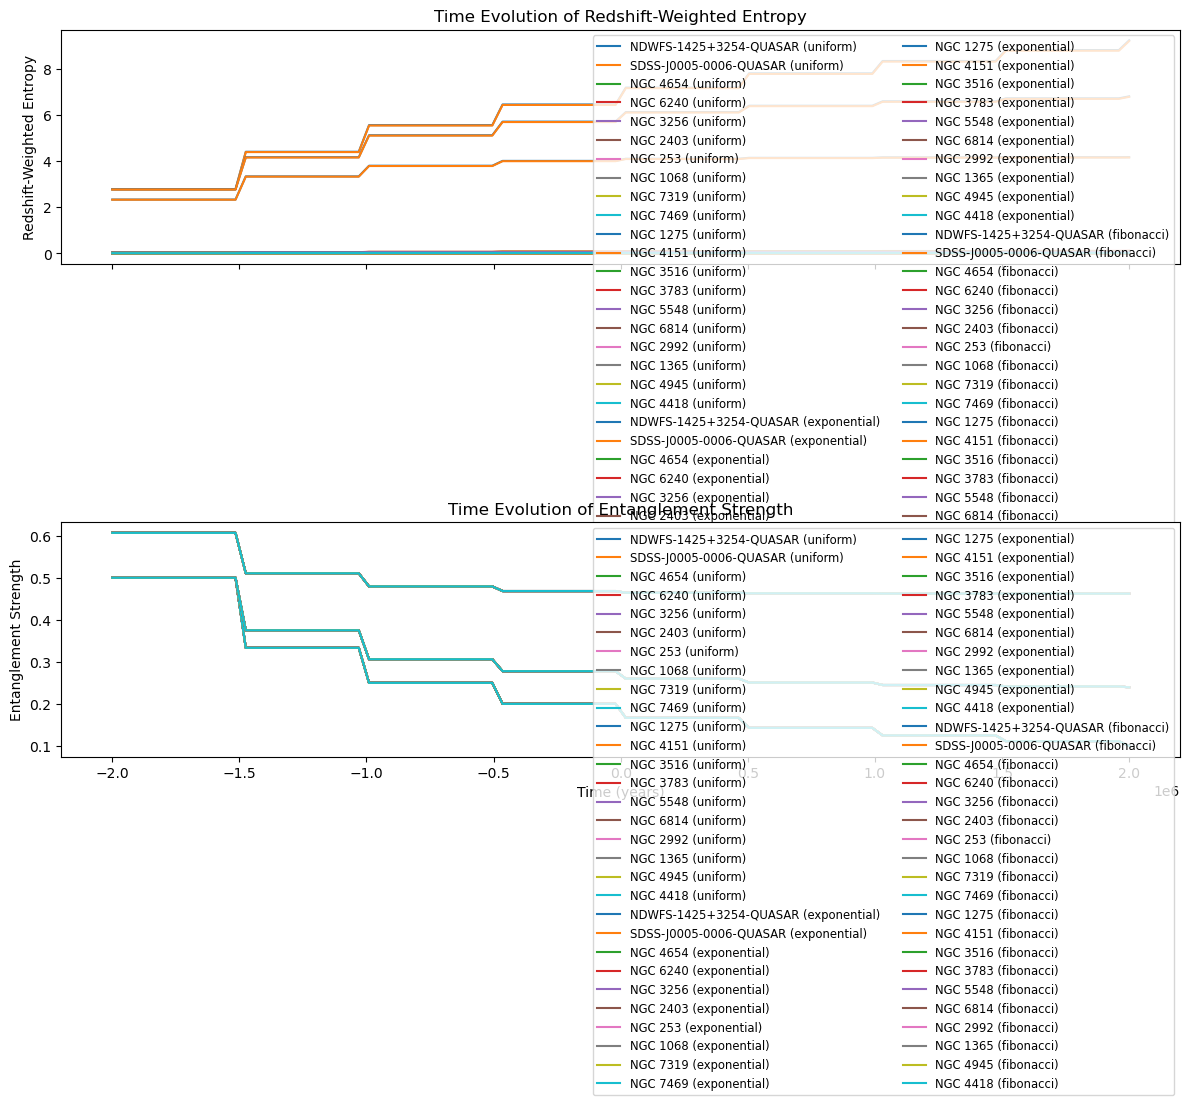 Time Evolution of Redshift-Weighted Entropy
Redshift-Weighted Entropy
8
6
4
2
0
NDWFS-1425+3254-QUASAR (uniform)
SDSS-J0005-0006-QUASAR (uniform)
NGC 4654 (uniform)
NGC 6240 (uniform)
NGC 3256 (uniform)
NGC 2403 (uniform)
NGC 253 (uniform)
NGC 1068 (uniform)
NGC 7319 (uniform)
NGC 7469 (uniform)
NGC 1275 (uniform)
NGC 4151 (uniform)
NGC 3516 (uniform)
NGC 3783 (uniform)
NGC 5548 (uniform)
NGC 6814 (uniform)
NGC 2992 (uniform)
NGC 1365 (uniform)
NGC 4945 (uniform)
NGC 4418 (uniform)
NDWFS-1425+3254-QUASAR (exponential)
SDSS-J0005-0006-QUASAR (exponential)
NGC 4654 (exponential)
NGC 6240 (exponential)
NGC 3256 (exponential)
NGC 2403 (exponential)
NGC 1275 (exponential)
NGC 4151 (exponential)
NGC 3516 (exponential)
NGC 3783 (exponential)
NGC 5548 (exponential)
NGC 6814 (exponential)
NGC 2992 (exponential)
NGC 1365 (exponential)
NGC 4945 (exponential)
NGC 4418 (exponential)
NDWFS-1425+3254-QUASAR (fibonacci)
SDSS-J0005-0006-QUASAR (fibonacci)
NGC 4654 (fibonacci)
NGC 6240 (fibonacci)
NGC 3256 (fibonacci)
NGC 2403 (fibonacci)
NGC 253 (fibonacci)
NGC 1068 (fibonacci)
NGC 7319 (fibonacci)
NGC 7469 (fibonacci)
NGC 1275 (fibonacci)
NGC 4151 (fibonacci)
NGC 3516 (fibonacci)
NGC 3783 (fibonacci)
NGC 5548 (fibonacci)
NGC 6814 (fibonacci)
Time Evolution of Entanglement Strength
Entanglement Strength
0.6
0.5
0.4
0.3
0.2
0.1
−2.0
−1.5
−1.0
−0.5
0.0
0.5
1.0
1.5
2.0
Time (years)
1e6
NDWFS-1425+3254-QUASAR (uniform)
SDSS-J0005-0006-QUASAR (uniform)
NGC 4654 (uniform)
NGC 6240 (uniform)
NGC 3256 (uniform)
NGC 2403 (uniform)
NGC 253 (uniform)
NGC 1068 (uniform)
NGC 7319 (uniform)
NGC 7469 (uniform)
NGC 1275 (uniform)
NGC 4151 (uniform)
NGC 3516 (uniform)
NGC 3783 (uniform)
NGC 5548 (uniform)
NGC 6814 (uniform)
NGC 2992 (uniform)
NGC 1365 (uniform)
NGC 4945 (uniform)
NGC 4418 (uniform)
NDWFS-1425+3254-QUASAR (exponential)
SDSS-J0005-0006-QUASAR (exponential)
NGC 4654 (exponential)
NGC 6240 (exponential)
NGC 3256 (exponential)
NGC 2403 (exponential)
NGC 253 (exponential)
NGC 1068 (exponential)
NGC 7319 (exponential)
NGC 7469 (exponential)
NGC 1275 (exponential)
NGC 4151 (exponential)
NGC 3516 (exponential)
NGC 3783 (exponential)
NGC 5548 (exponential)
NGC 6814 (exponential)
NGC 2992 (exponential)
NGC 1365 (exponential)
NGC 4945 (exponential)
NGC 4418 (exponential)
NDWFS-1425+3254-QUASAR (fibonacci)
SDSS-J0005-0006-QUASAR (fibonacci)
NGC 4654 (fibonacci)
NGC 6240 (fibonacci)
NGC 3256 (fibonacci)
NGC 2403 (fibonacci)
NGC 253 (fibonacci)
NGC 1068 (fibonacci)
NGC 7319 (fibonacci)
NGC 7469 (fibonacci)
NGC 1275 (fibonacci)
NGC 4151 (fibonacci)
NGC 3516 (fibonacci)
NGC 3783 (fibonacci)
NGC 5548 (fibonacci)
NGC 6814 (fibonacci)
NGC 2992 (fibonacci)
NGC 1365 (fibonacci)
NGC 4945 (fibonacci)
NGC 4418 (fibonacci)